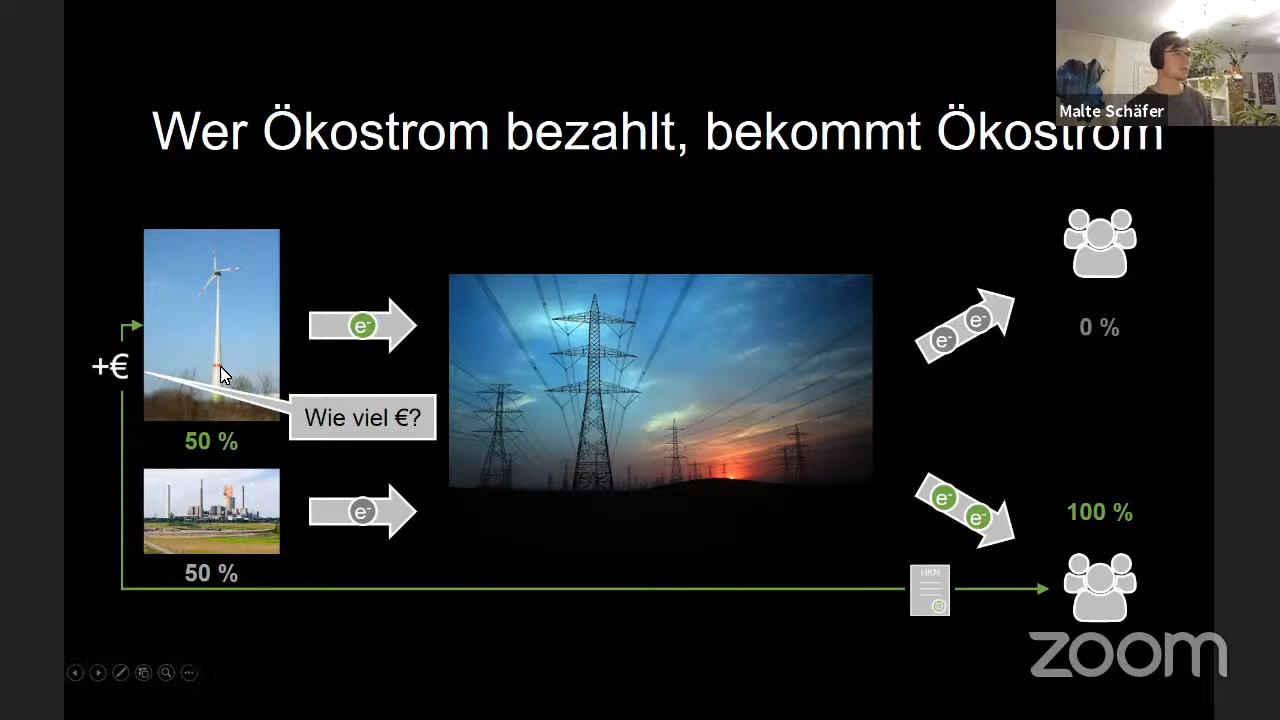 Malte Schäfer
Wer Ökostrom bezahlt, bekommt Ökostrom
e-
e-
e-
0 %
+€
Wie viel €?
50 %
e-
e-
e-
100 %
50 %
HKN
zoom